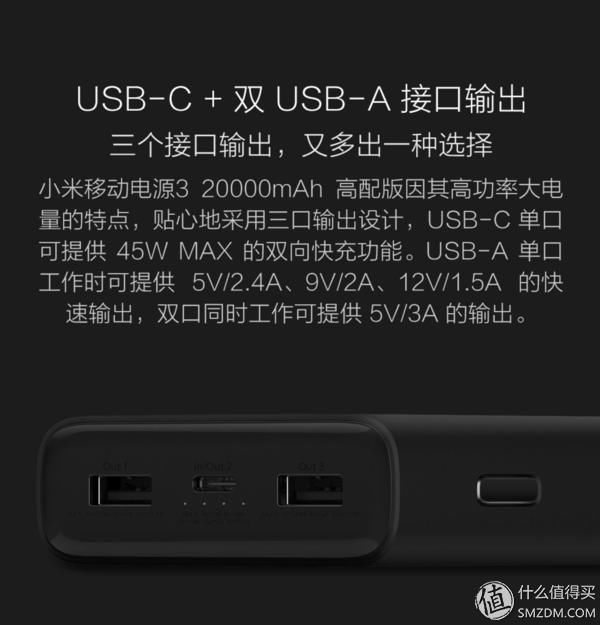 USB-C + 双 USB-A 接口输出
三个接口输出，又多出一种选择
小米移动电源3 20000mAh 高配版因其高功率大电
量的特点，贴心地采用三口输出设计，USB-C 单口
可提供 45W MAX 的双向快充功能。USB-A 单口
工作时可提供 5V/2.4A、9V/2A、12V/1.5A 的快
速输出，双口同时工作可提供 5V/3A 的输出。
Out 1 In/Out 2 Out 3
值 什么值得买
SMZDM.COM